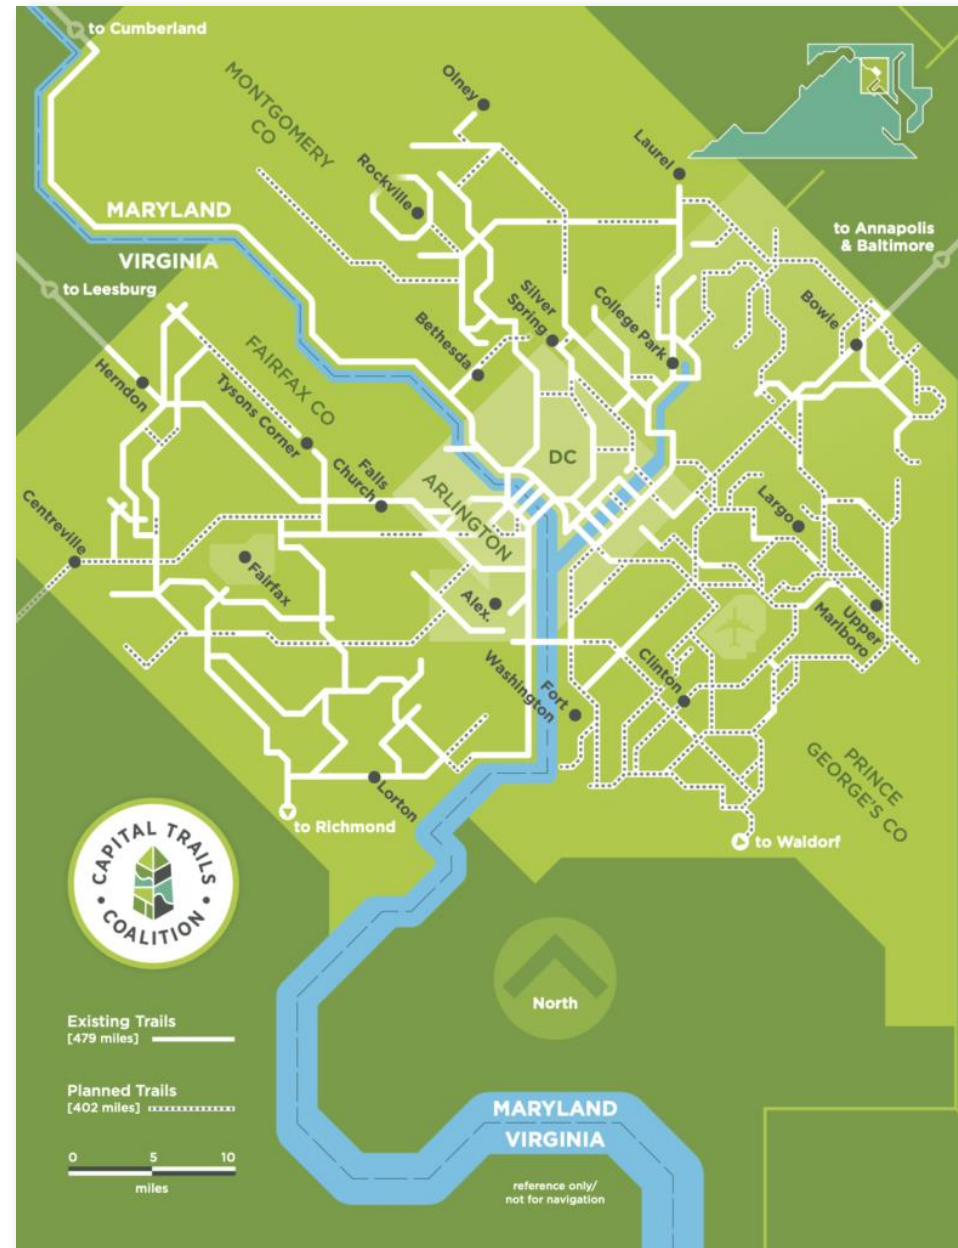 to Cumberland
MONTGOMERY
CO
Olney
Rockville
Laurel
MARYLAND
VIRGINIA
to Annapolis
& Baltimore
to Leesburg
Silver
Spring
College Park
Bowie
Bethesda
FAIRFAX CO
Herndon
Tysons Corner
Falls
Church
DC
ARLINGTON
Largo
Centreville
Fairfax
Alex.
Upper
Marlboro
Clinton
Fort
Washington
PRINCE
GEORGE'S CO
Lorton
to Richmond
to Waldorf
CAPITAL TRAILS
COALITION
North
Existing Trails
[479 miles]
Planned Trails
[402 miles]
0 5 10
miles
MARYLAND
VIRGINIA
reference only/
not for navigation